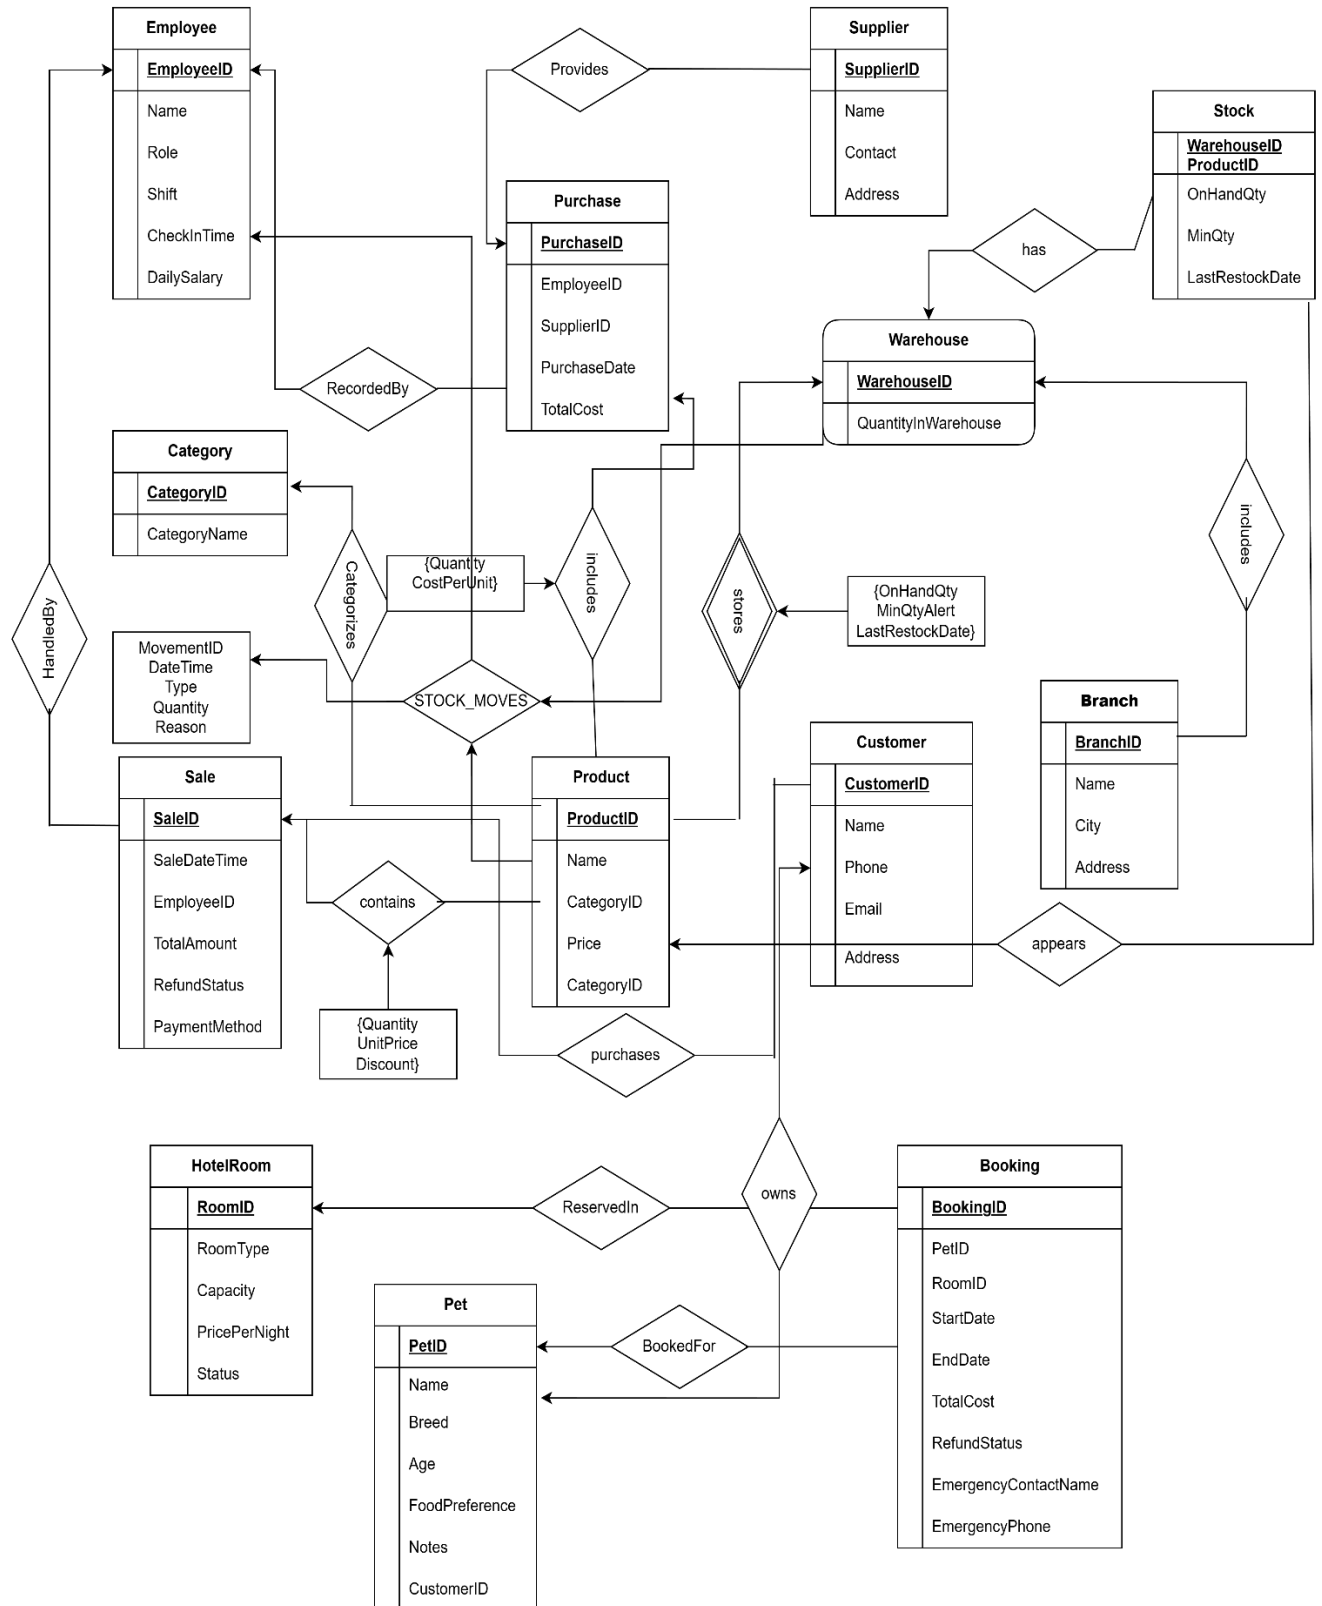 Employee
EmployeeID
Name
Role
Shift
CheckInTime
DailySalary
Provides
Supplier
SupplierID
Name
Contact
Address
Stock
WarehouseID
ProductID
OnHandQty
MinQty
LastRestockDate
Purchase
PurchaseID
EmployeeID
SupplierID
PurchaseDate
TotalCost
has
RecordedBy
Warehouse
WarehouseID
QuantityInWarehouse
Category
CategoryID
CategoryName
Categorizes
{Quantity
CostPerUnit}
includes
stores
{OnHandQty
MinQtyAlert
LastRestockDate}
includes
HandledBy
MovementID
DateTime
Type
Quantity
Reason
STOCK_MOVES
Branch
BranchID
Name
City
Address
Sale
SaleID
SaleDateTime
EmployeeID
TotalAmount
RefundStatus
PaymentMethod
contains
{Quantity
UnitPrice
Discount}
Product
ProductID
Name
CategoryID
Price
CategoryID
Customer
CustomerID
Name
Phone
Email
Address
appears
purchases
HotelRoom
RoomID
RoomType
Capacity
PricePerNight
Status
ReservedIn
owns
Booking
BookingID
PetID
RoomID
StartDate
EndDate
TotalCost
RefundStatus
EmergencyContactName
EmergencyPhone
Pet
PetID
Name
Breed
Age
FoodPreference
Notes
CustomerID
BookedFor